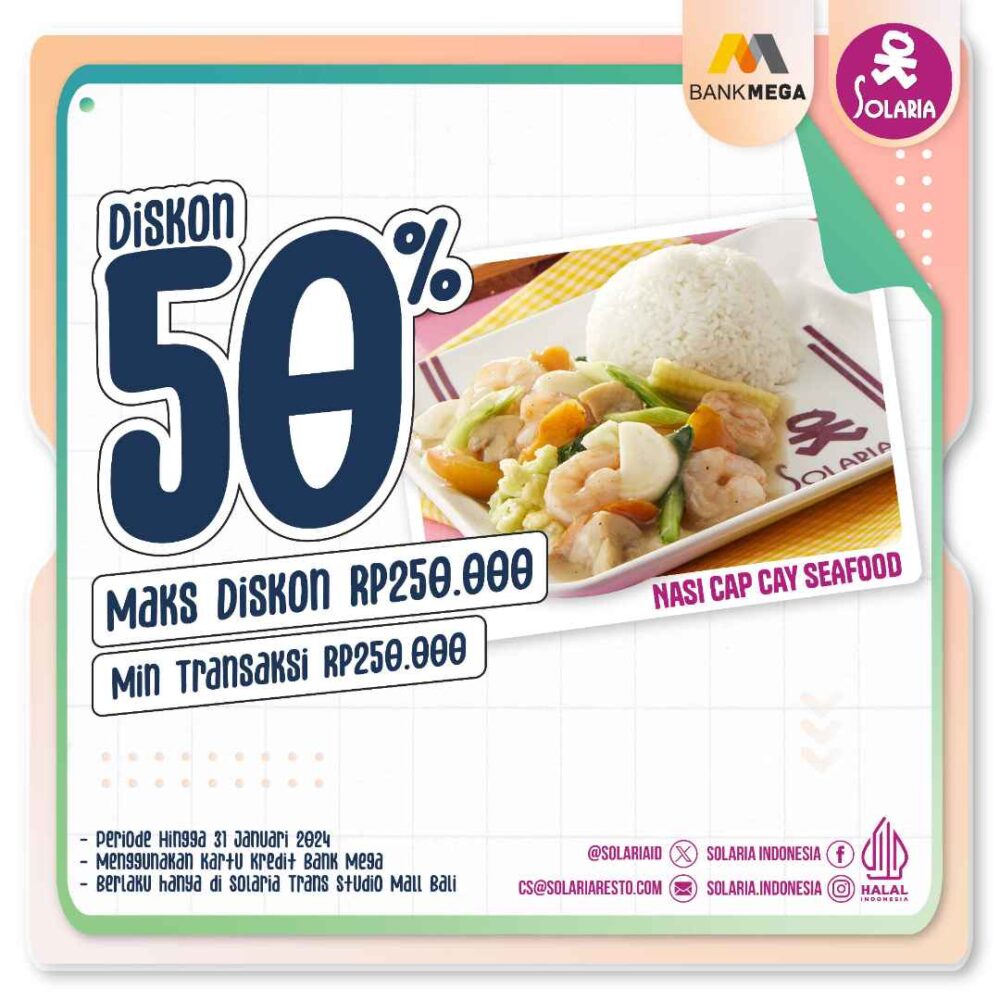 BANKMEGA
SOLARIA
DISKON
50%
MAKS DISKON RP250.000
MIN TRANSAKSI RP250.000
SOLARIA
NASI CAP CAY SEAFOOD
- PERIODE HINGGA 31 JANUARI 2024
- MENGGUNAKAN KARTU KREDIT BANK MEGA
- BERLAKU HANYA DI SOLARIA TRANS STUDIO MALL BALI
@SOLARIAID SOLARIA INDONESIA
CS@SOLARIARESTO.COM SOLARIA.INDONESIA
HALAL
INDONESIA